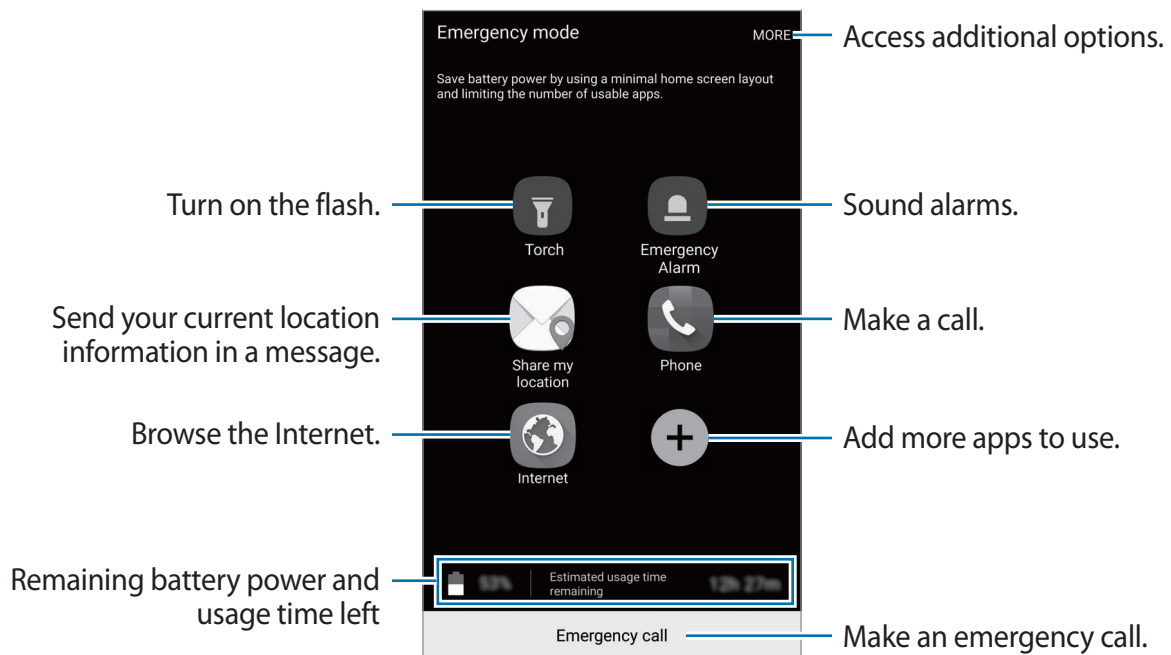 Emergency mode
MORE
Access additional options.
Save battery power by using a minimal home screen layout
and limiting the number of usable apps.
Turn on the flash.
Torch
Emergency
Alarm
Sound alarms.
Send your current location
information in a message.
Share my
location
Phone
Make a call.
Browse the Internet.
Internet
Add more apps to use.
Remaining battery power and
usage time left
53%
Estimated usage time
remaining
12h 27m
Emergency call
Make an emergency call.